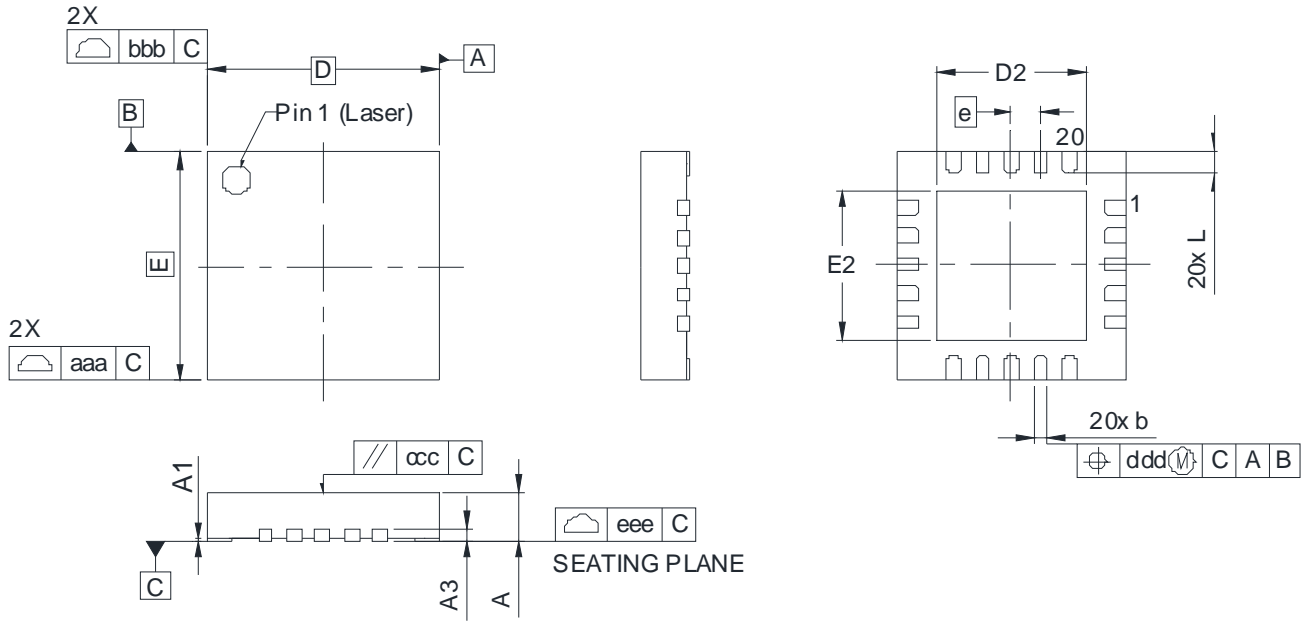 2X
bbb C
D
A
Pin 1 (Laser)
B
E
2X
aaa C
D2
e
20
1
E2
20x L
20x b
ddd M C A B
ccc C
A1
eee C
SEATING PLANE
C
A3
A